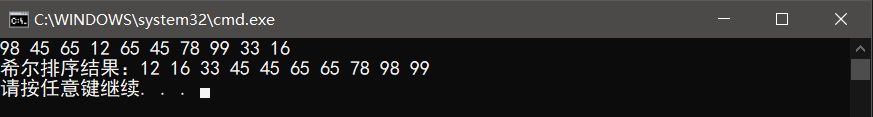 C:\WINDOWS\system32\cmd.exe
98 45 65 12 65 45 78 99 33 16
希尔排序结果：12 16 33 45 45 65 65 78 98 99
请按任意键继续. . .